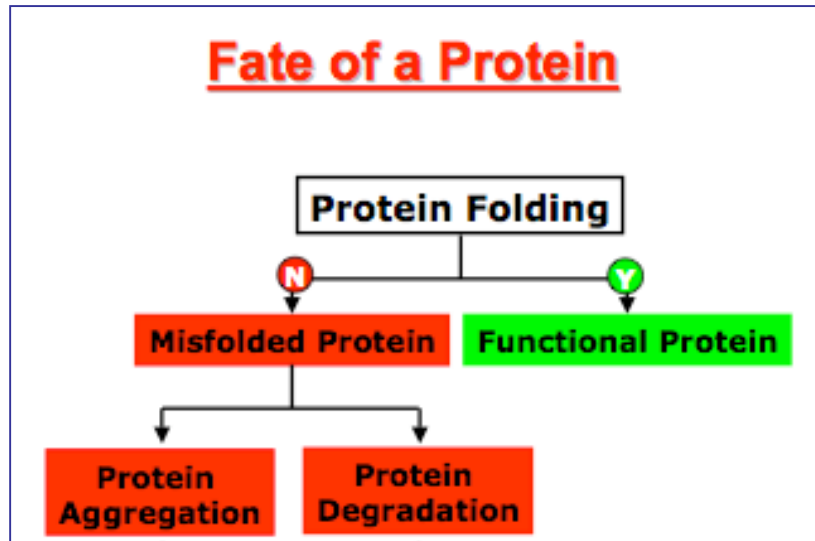 Fate of a Protein
Protein Folding
N
Y
Misfolded Protein
Functional Protein
Protein
Aggregation
Protein
Degradation